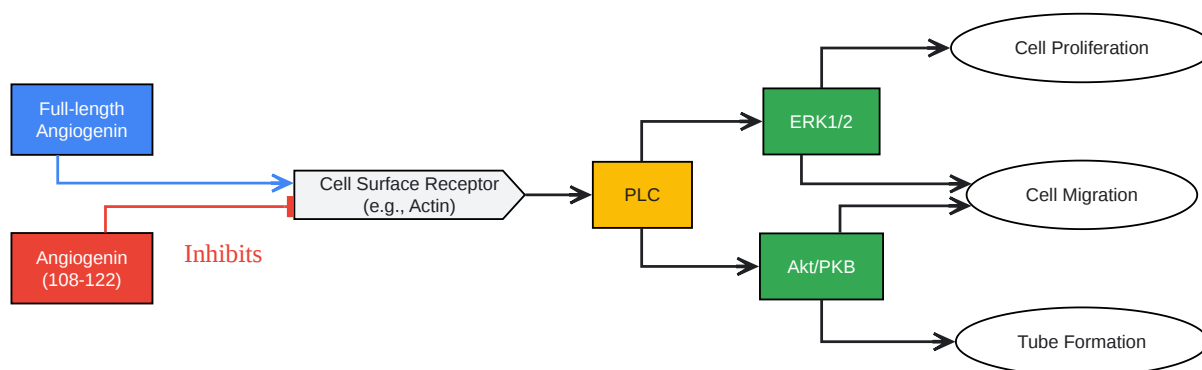 Full-length
Angiogenin
Angiogenin
(108-122)
Inhibits
Cell Surface Receptor
(e.g., Actin)
PLC
ERK1/2
Akt/PKB
Cell Proliferation
Cell Migration
Tube Formation